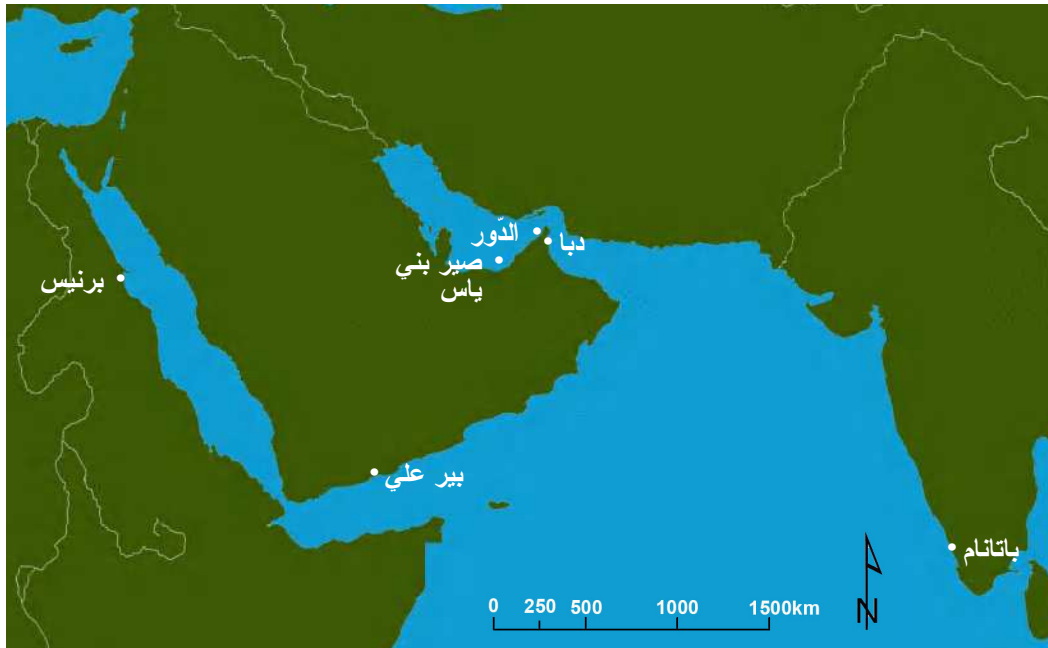 الدّور
دبا
صير بني
ياس
برنيس
بير علي
باتانام
0 250 500 1000 1500km
N